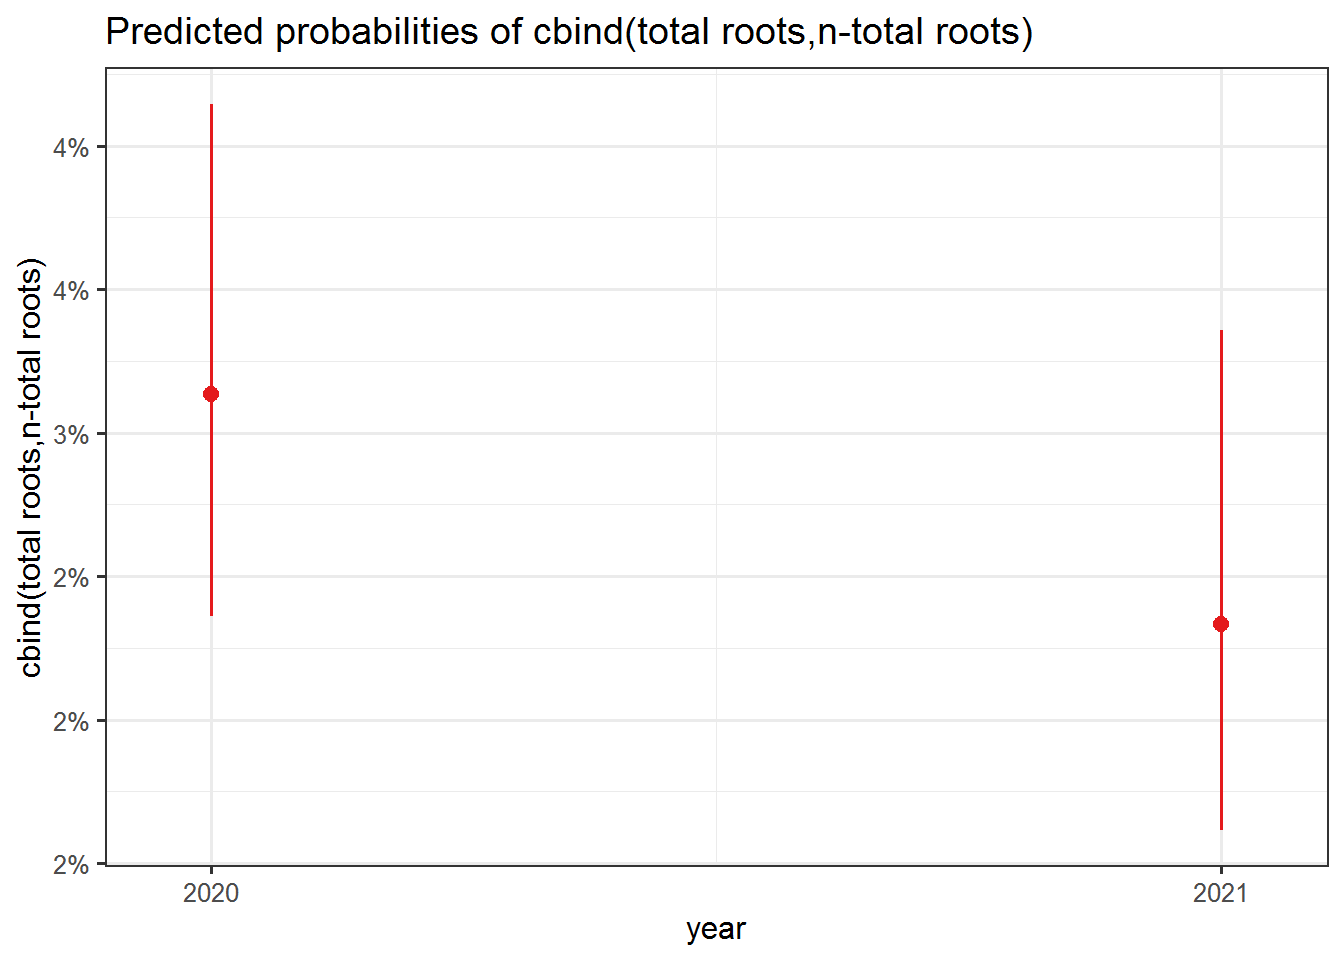 Predicted probabilities of cbind(total roots,n-total roots)
cbind(total roots,n-total roots)
4%
4%
3%
2%
2%
2%
2020
2021
year